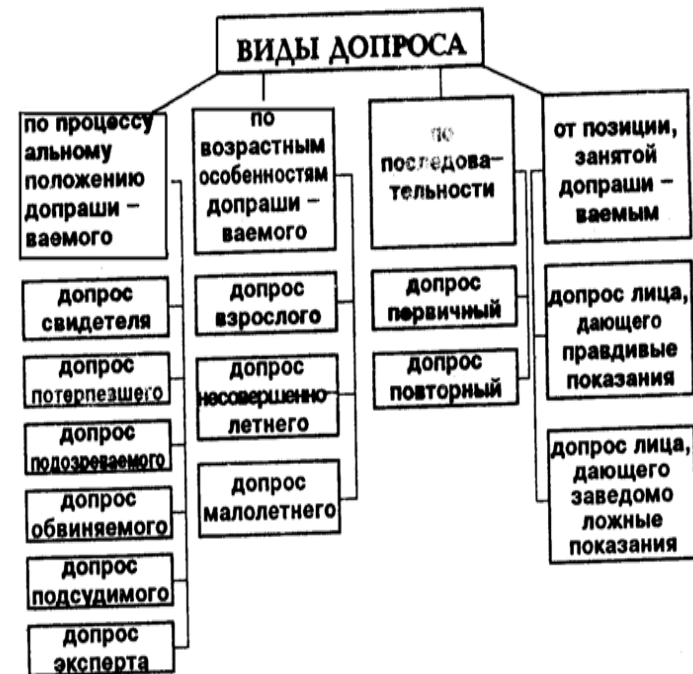 ВИДЫ ДОПРОСА
по процессу
альному
положению
допраши –
ваемого
допрос
свидетеля
допрос
потерпевшего
допрос
подозреваемого
допрос
обвиняемого
допрос
подсудимого
допрос
эксперта
по
возрастным
особенностям
допраши –
ваемого
допрос
взрослого
допрос
несовершенно
летнего
допрос
малолетнего
по
последова–
тельности
допрос
первичный
допрос
повторный
от позиции,
занятой
допраши –
ваемым
допрос лица,
дающего
правдивые
показания
допрос лица,
дающего
заведомо
ложные
показания